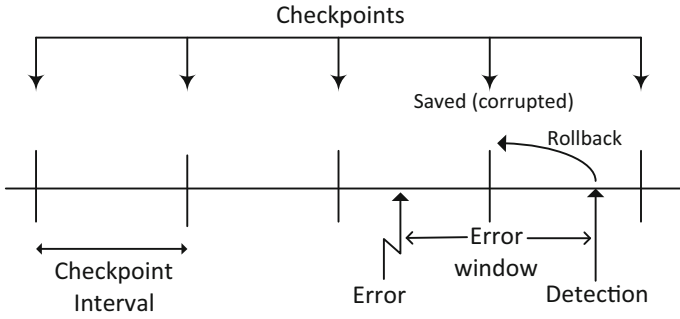 Checkpoints
Saved (corrupted)
Rollback
Error
window
Checkpoint
Interval
Error
Detection